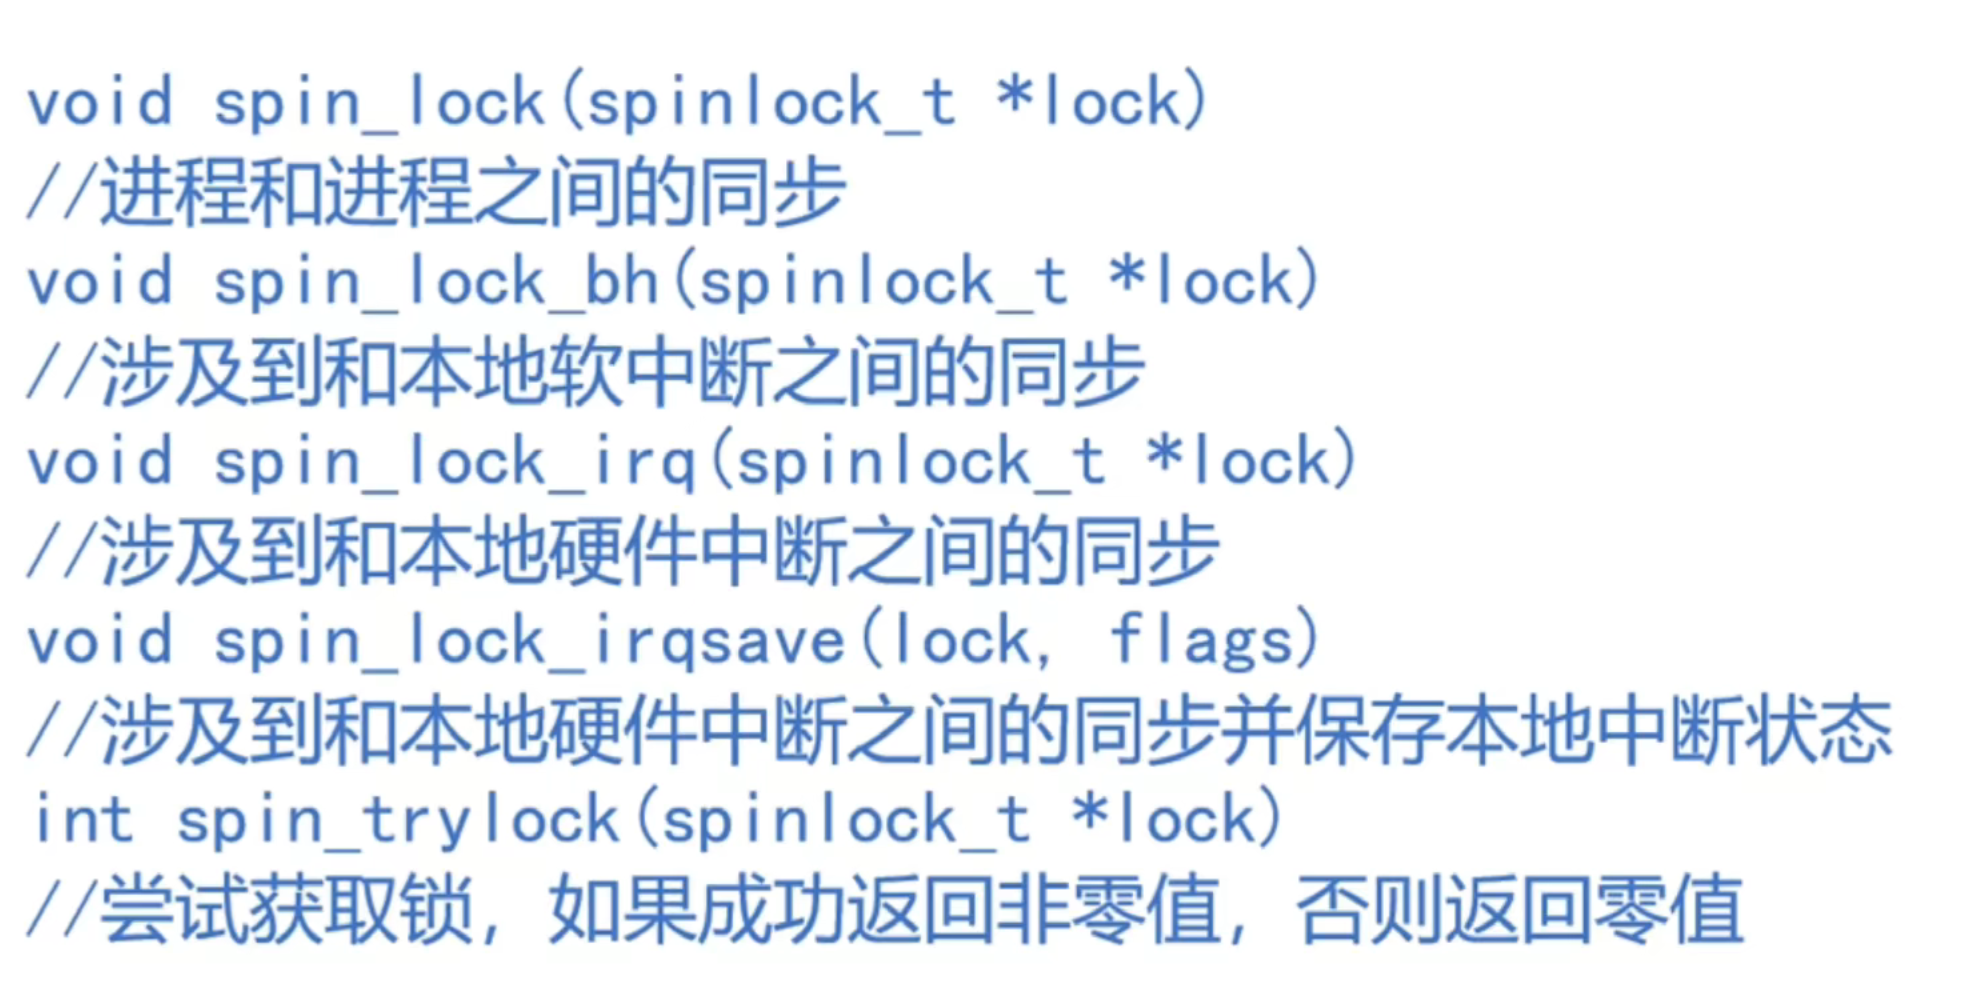 void spin_lock(spinlock_t *lock)
//进程和进程之间的同步
void spin_lock_bh(spinlock_t *lock)
//涉及到和本地软中断之间的同步
void spin_lock_irq(spinlock_t *lock)
//涉及到和本地硬件中断之间的同步
void spin_lock_irqsave(lock, flags)
//涉及到和本地硬件中断之间的同步并保存本地中断状态
int spin_trylock(spinlock_t *lock)
//尝试获取锁，如果成功返回非零值，否则返回零值